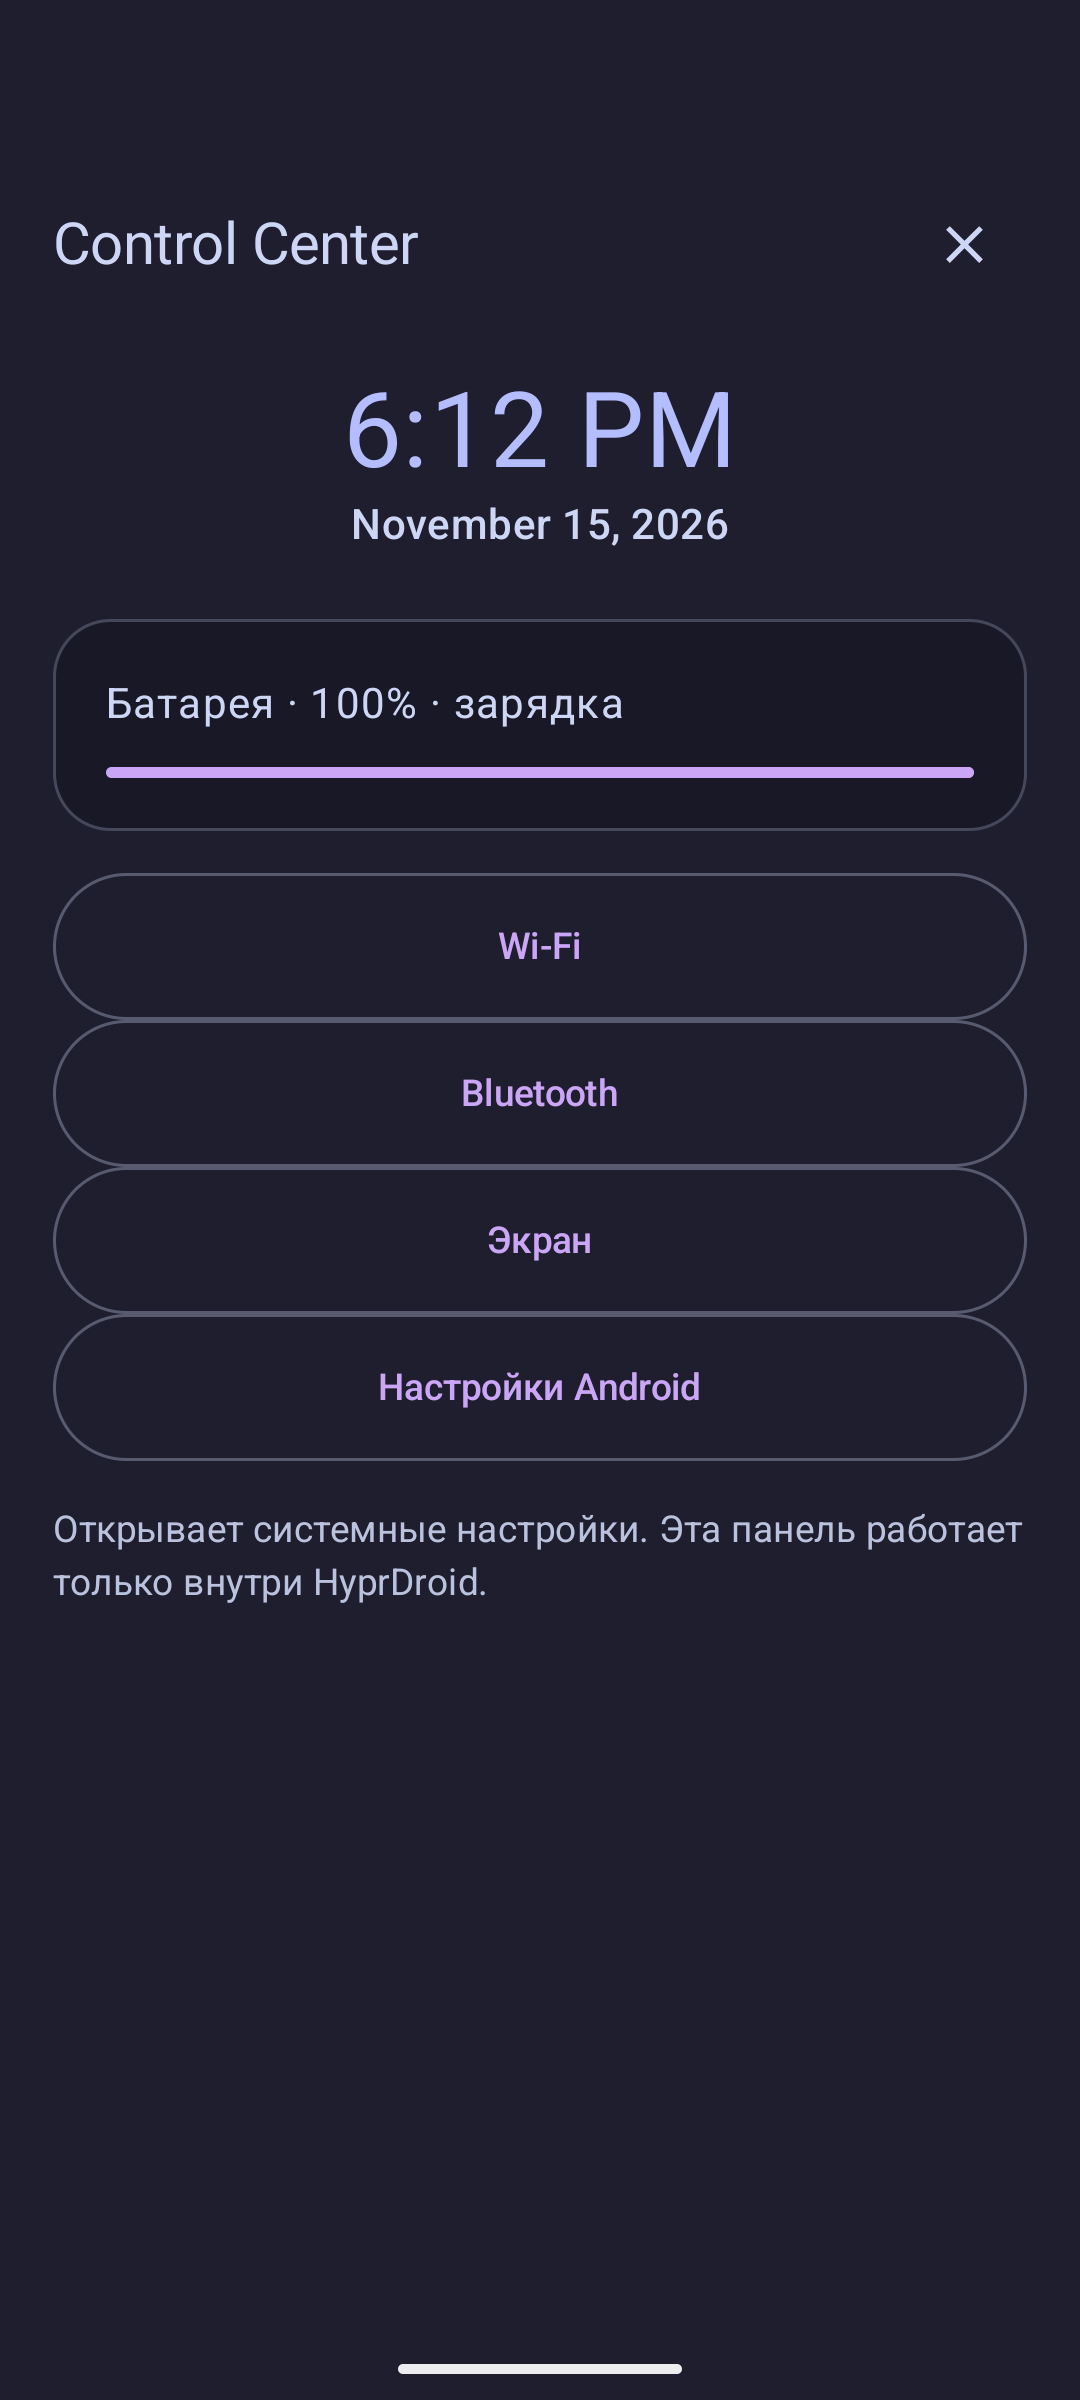 Control Center
6:12 PM
November 15, 2026
Батарея · 100% · зарядка
Wi-Fi
Bluetooth
Экран
Настройки Android
Открывает системные настройки. Эта панель работает
только внутри HyprDroid.